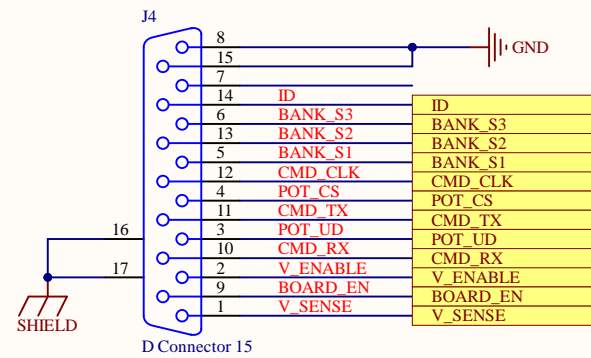 J4
8
GND
15
7
14 ID ID
6 BANK_S3 BANK_S3
13 BANK_S2 BANK_S2
5 BANK_S1 BANK_S1
12 CMD_CLK CMD_CLK
4 POT_CS POT_CS
11 CMD_TX CMD_TX
16 3 POT_UD POT_UD
10 CMD_RX CMD_RX
17 2 V_ENABLE V_ENABLE
9 BOARD_EN BOARD_EN
1 V_SENSE V_SENSE
SHIELD
D Connector 15